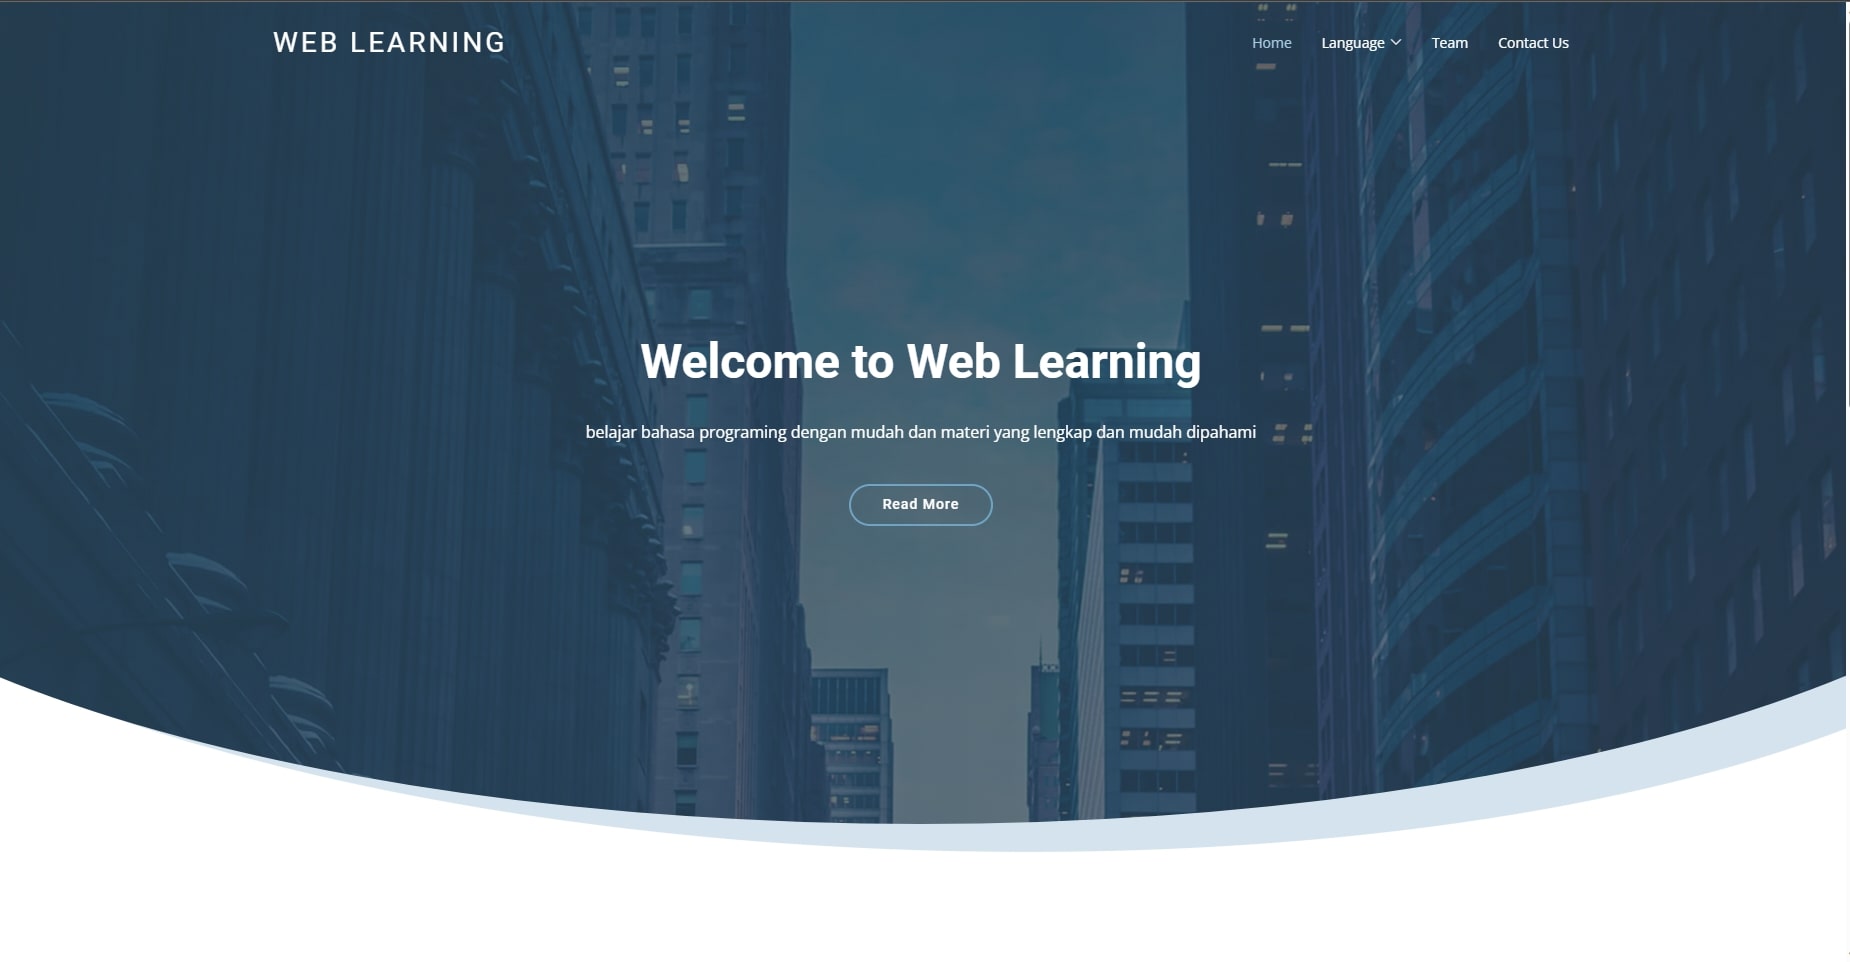 WEB LEARNING
Home Language Team Contact Us
Welcome to Web Learning
belajar bahasa programing dengan mudah dan materi yang lengkap dan mudah dipahami
Read More